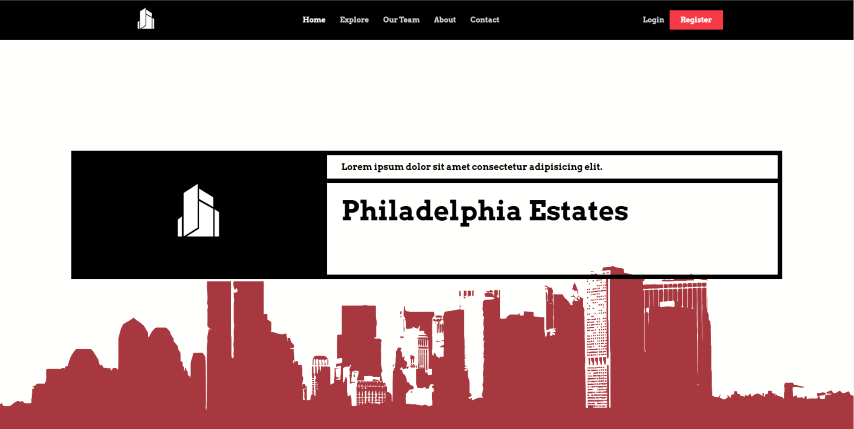 Home Explore Our Team About Contact Login Register
Lorem ipsum dolor sit amet consectetur adipisicing elit.
Philadelphia Estates